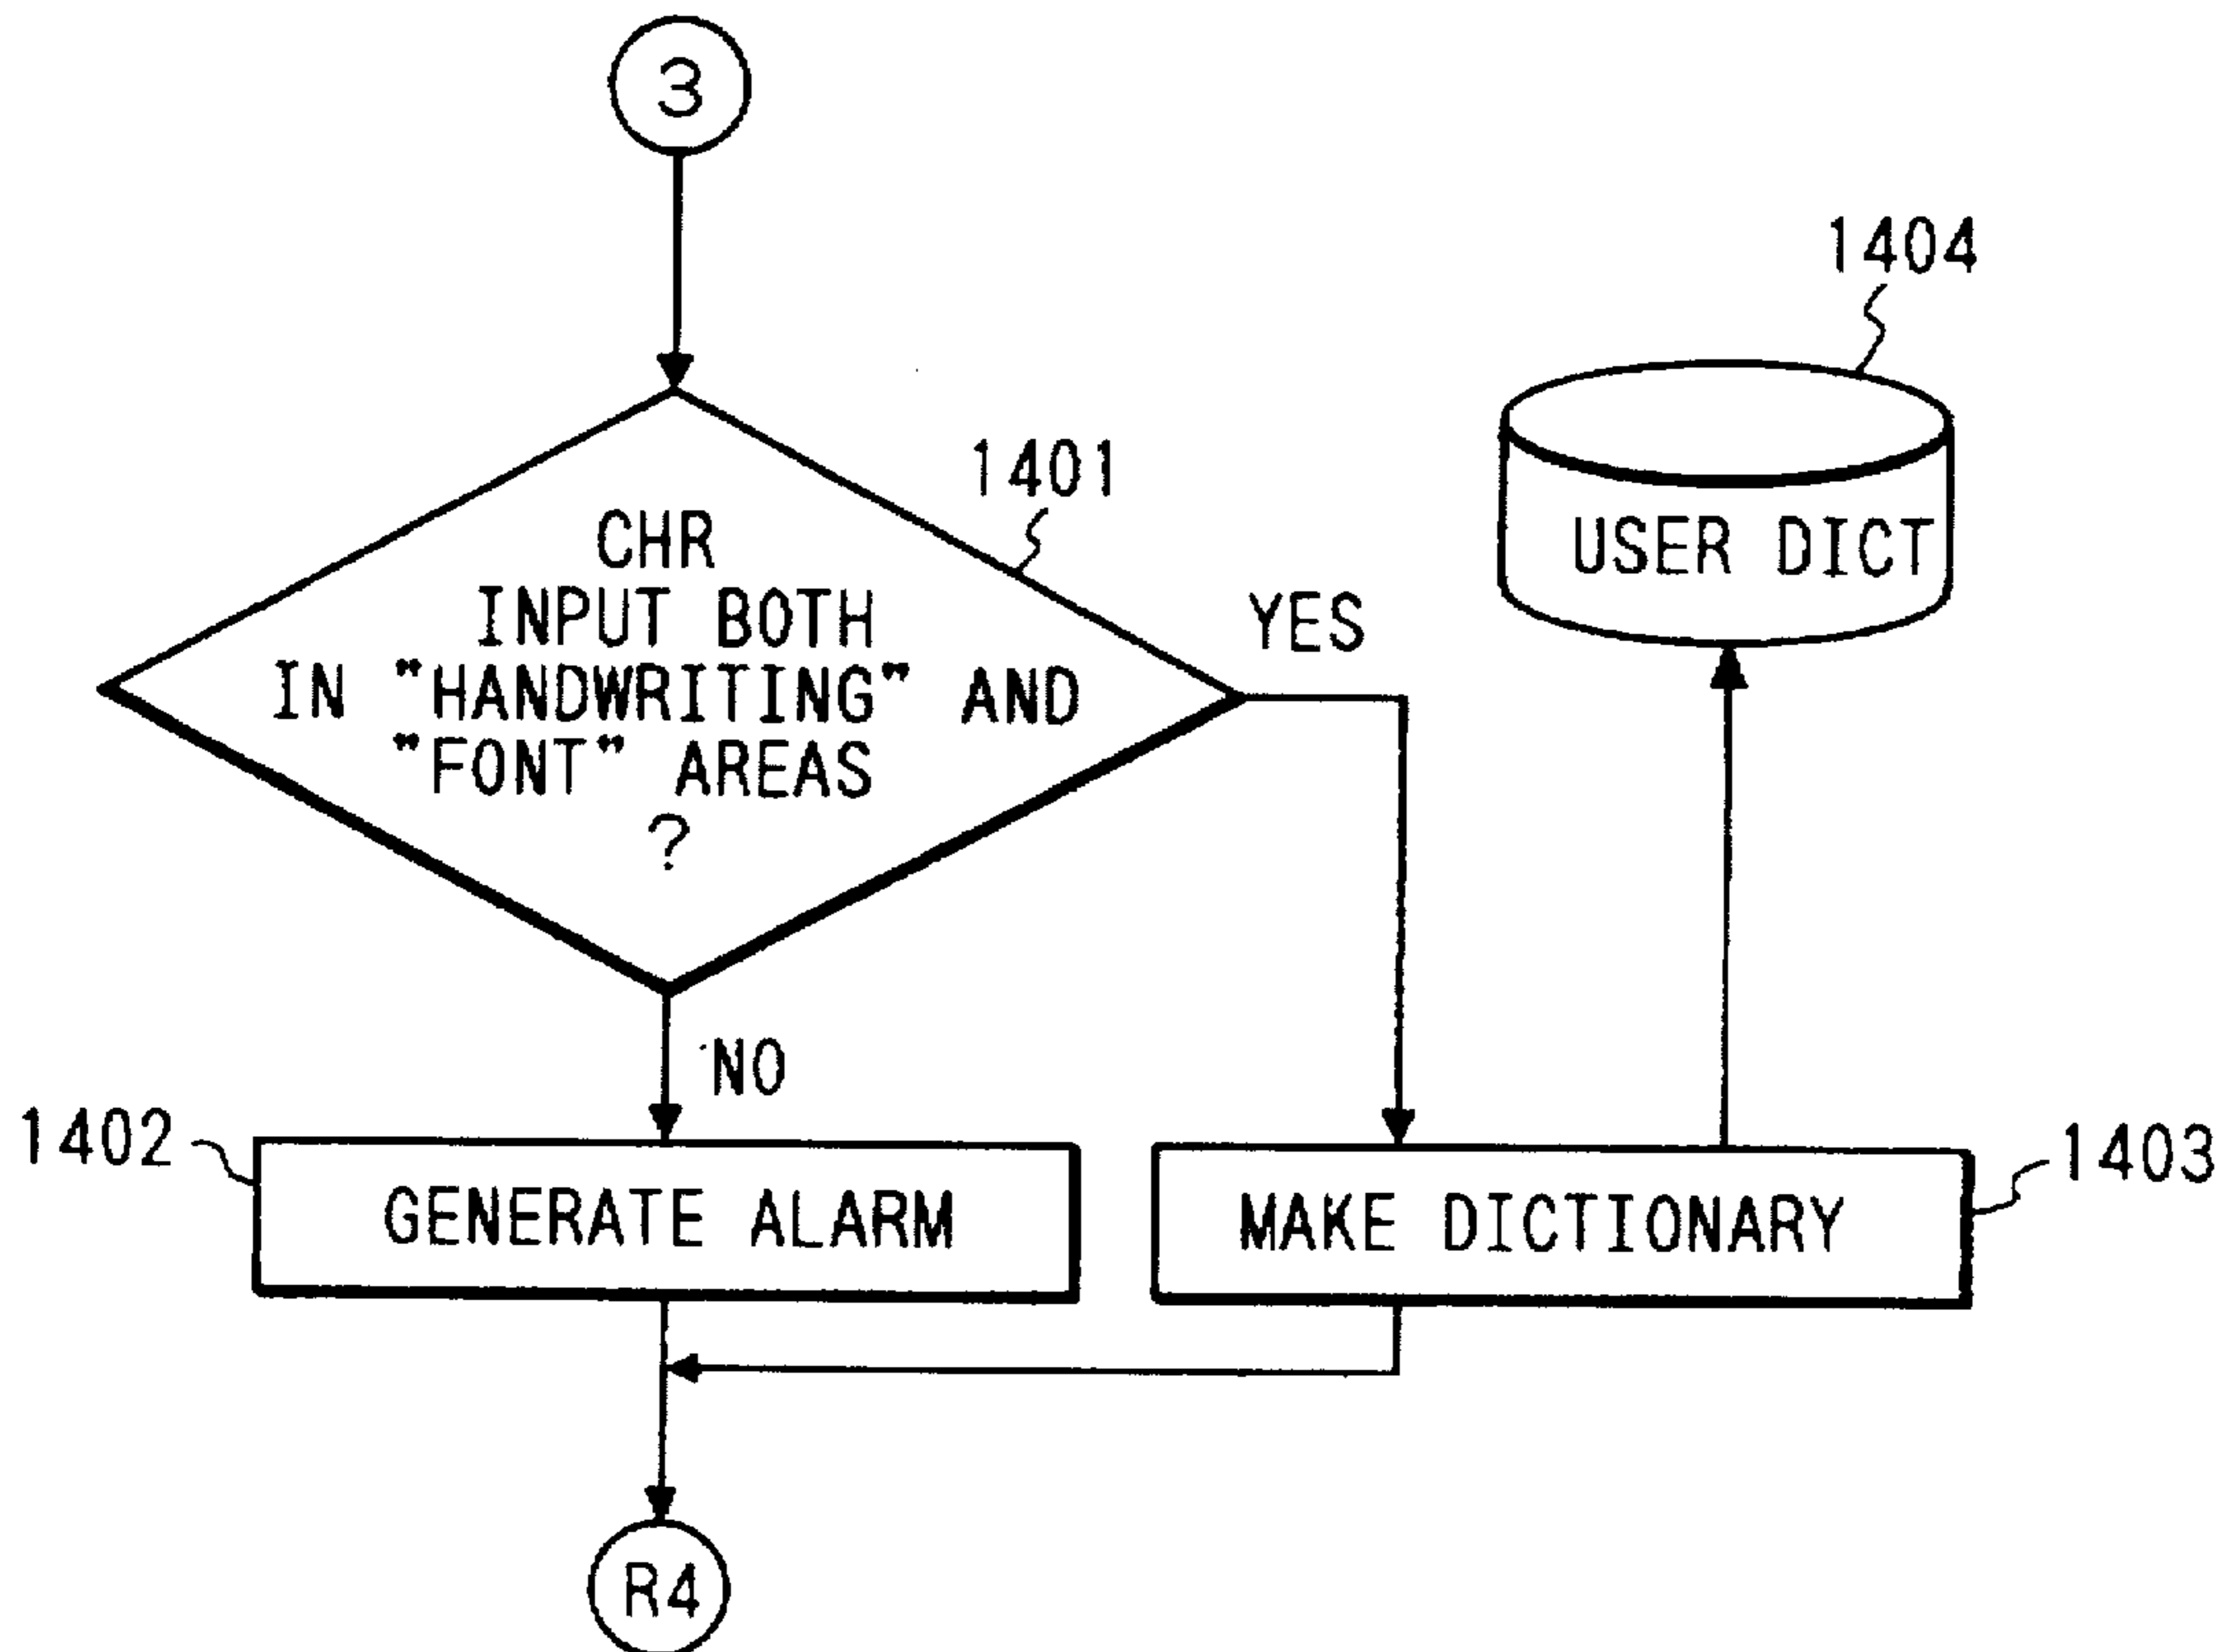 3
1404
1401
CHR
INPUT BOTH
IN "HANDWRITING" AND
"FONT" AREAS
?
YES
USER DICT
NO
1402
GENERATE ALARM
MAKE DICTIONARY
1403
R4